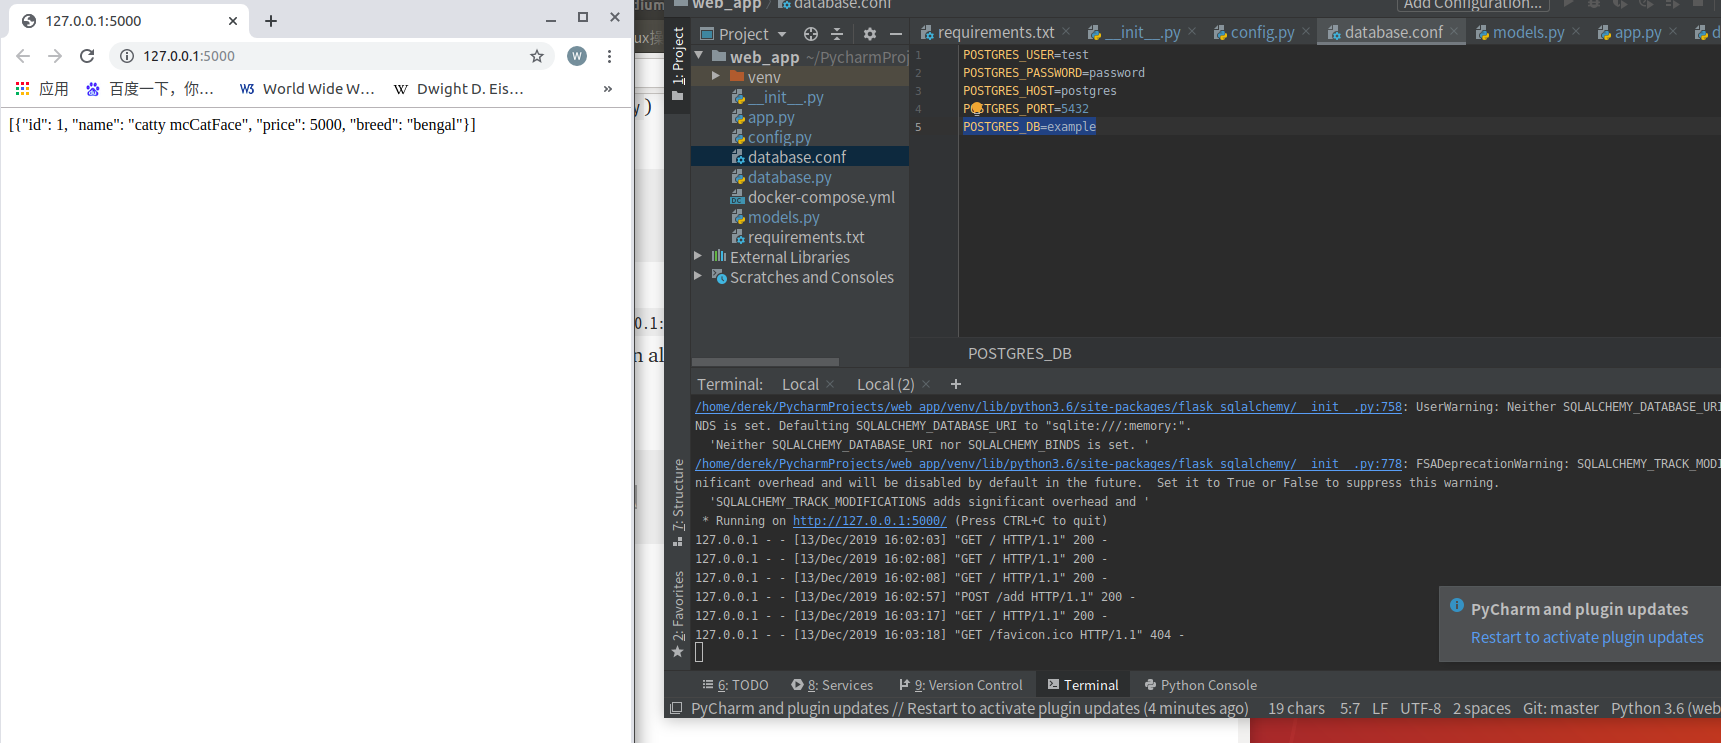 127.0.0.1:5000
127.0.0.1:5000
W
应用
百度一下，你...
World Wide W...
Dwight D. Eis...
»
[{"id": 1, "name": "catty mcCatFace", "price": 5000, "breed": "bengal"}]
web_app
database.conf
Add Configuration...
1: Project
7: Structure
2: Favorites
Project
requirements.txt
__init__.py
config.py
database.conf
models.py
app.py
d
web_app ~/PycharmProj
venv
__init__.py
app.py
config.py
database.conf
database.py
docker-compose.yml
models.py
requirements.txt
External Libraries
Scratches and Consoles
1 POSTGRES_USER=test
2 POSTGRES_PASSWORD=password
3 POSTGRES_HOST=postgres
4 POSTGRES_PORT=5432
5 POSTGRES_DB=example
POSTGRES_DB
Terminal: Local Local (2) +
/home/derek/PycharmProjects/web_app/venv/lib/python3.6/site-packages/flask_sqlalchemy/__init__.py:758: UserWarning: Neither SQLALCHEMY_DATABASE_URI
NDS is set. Defaulting SQLALCHEMY_DATABASE_URI to "sqlite:///:memory:".
'Neither SQLALCHEMY_DATABASE_URI nor SQLALCHEMY_BINDS is set. '
/home/derek/PycharmProjects/web_app/venv/lib/python3.6/site-packages/flask_sqlalchemy/__init__.py:778: FSADeprecationWarning: SQLALCHEMY_TRACK_MODI
nificant overhead and will be disabled by default in the future.  Set it to True or False to suppress this warning.
'SQLALCHEMY_TRACK_MODIFICATIONS adds significant overhead and '
* Running on http://127.0.0.1:5000/ (Press CTRL+C to quit)
127.0.0.1 - - [13/Dec/2019 16:02:03] "GET / HTTP/1.1" 200 -
127.0.0.1 - - [13/Dec/2019 16:02:08] "GET / HTTP/1.1" 200 -
127.0.0.1 - - [13/Dec/2019 16:02:08] "GET / HTTP/1.1" 200 -
127.0.0.1 - - [13/Dec/2019 16:02:57] "POST /add HTTP/1.1" 200 -
127.0.0.1 - - [13/Dec/2019 16:03:17] "GET / HTTP/1.1" 200 -
127.0.0.1 - - [13/Dec/2019 16:03:18] "GET /favicon.ico HTTP/1.1" 404 -
PyCharm and plugin updates
Restart to activate plugin updates
6: TODO 8: Services 9: Version Control Terminal Python Console
PyCharm and plugin updates // Restart to activate plugin updates (4 minutes ago) 19 chars 5:7 LF UTF-8 2 spaces Git: master Python 3.6 (web